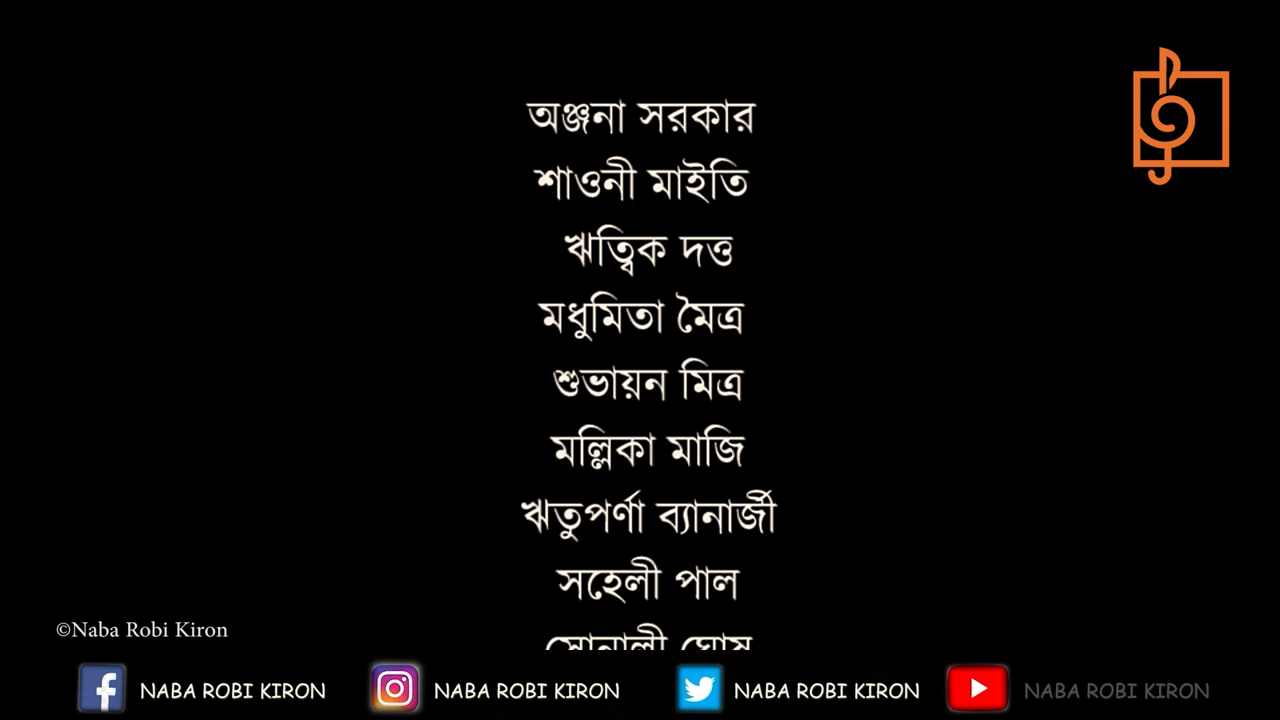 অঞ্জনা সরকার
শাওনী মাইতি
ঋত্বিক দত্ত
মধুমিতা মৈত্র
শুভায়ন মিত্র
মল্লিকা মাজি
ঋতুপর্ণা ব্যানার্জী
সহেলী পাল
সোনালী ঘোষ
©Naba Robi Kiron
NABA ROBI KIRON NABA ROBI KIRON NABA ROBI KIRON NABA ROBI KIRON